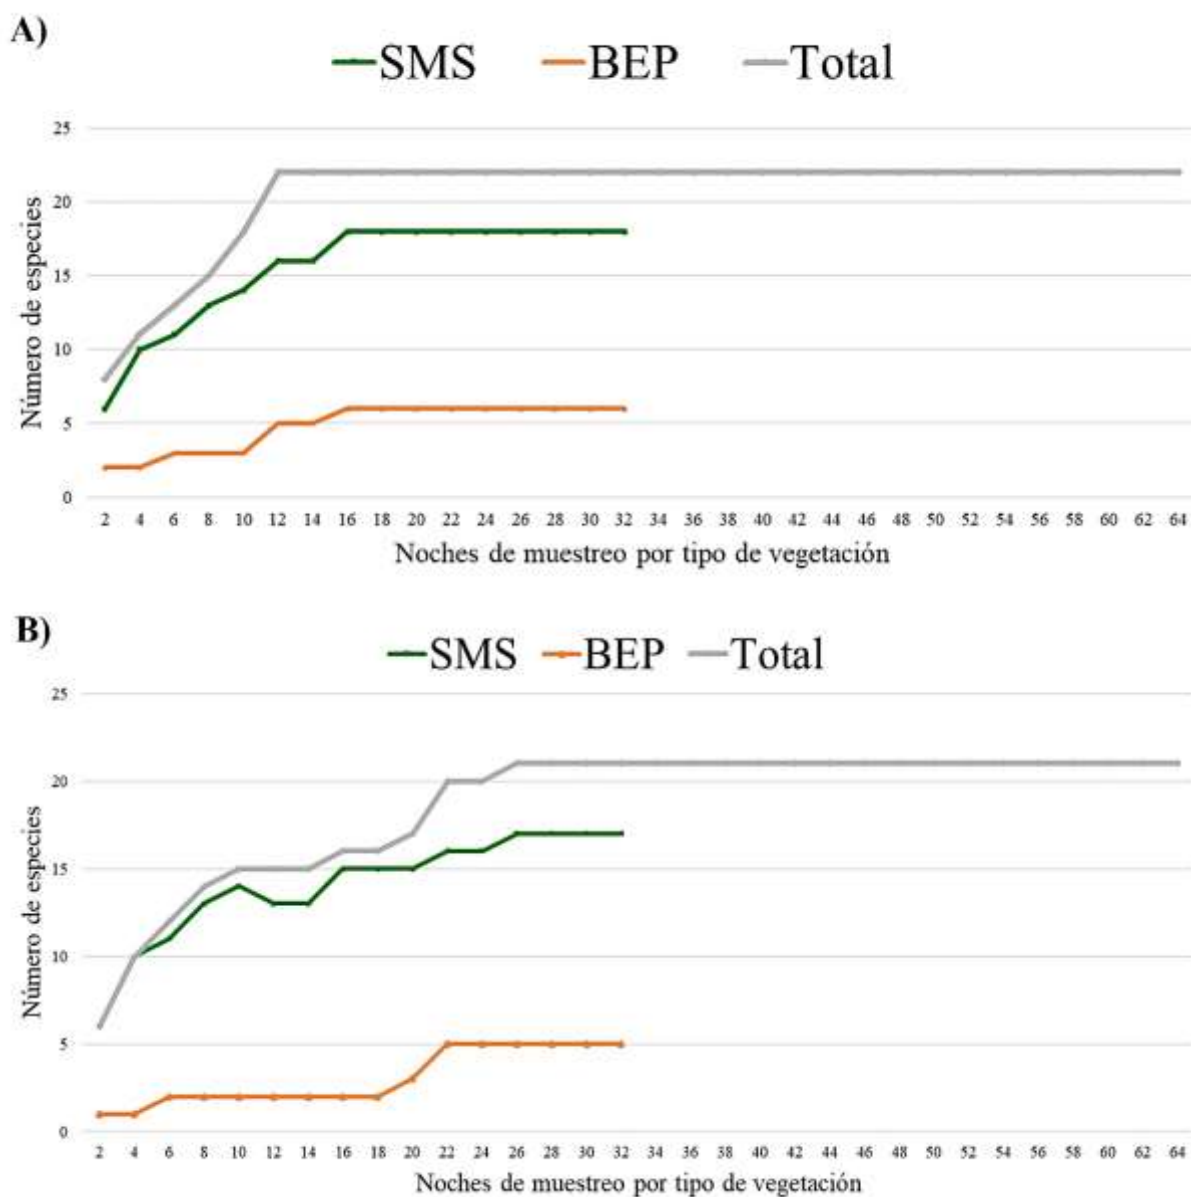 A)
SMS BEP Total
Número de especies
25
20
15
10
5
0
2 4 6 8 10 12 14 16 18 20 22 24 26 28 30 32 34 36 38 40 42 44 46 48 50 52 54 56 58 60 62 64
Noches de muestreo por tipo de vegetación
B)
SMS BEP Total
Número de especies
25
20
15
10
5
0
2 4 6 8 10 12 14 16 18 20 22 24 26 28 30 32 34 36 38 40 42 44 46 48 50 52 54 56 58 60 62 64
Noches de muestreo por tipo de vegetación